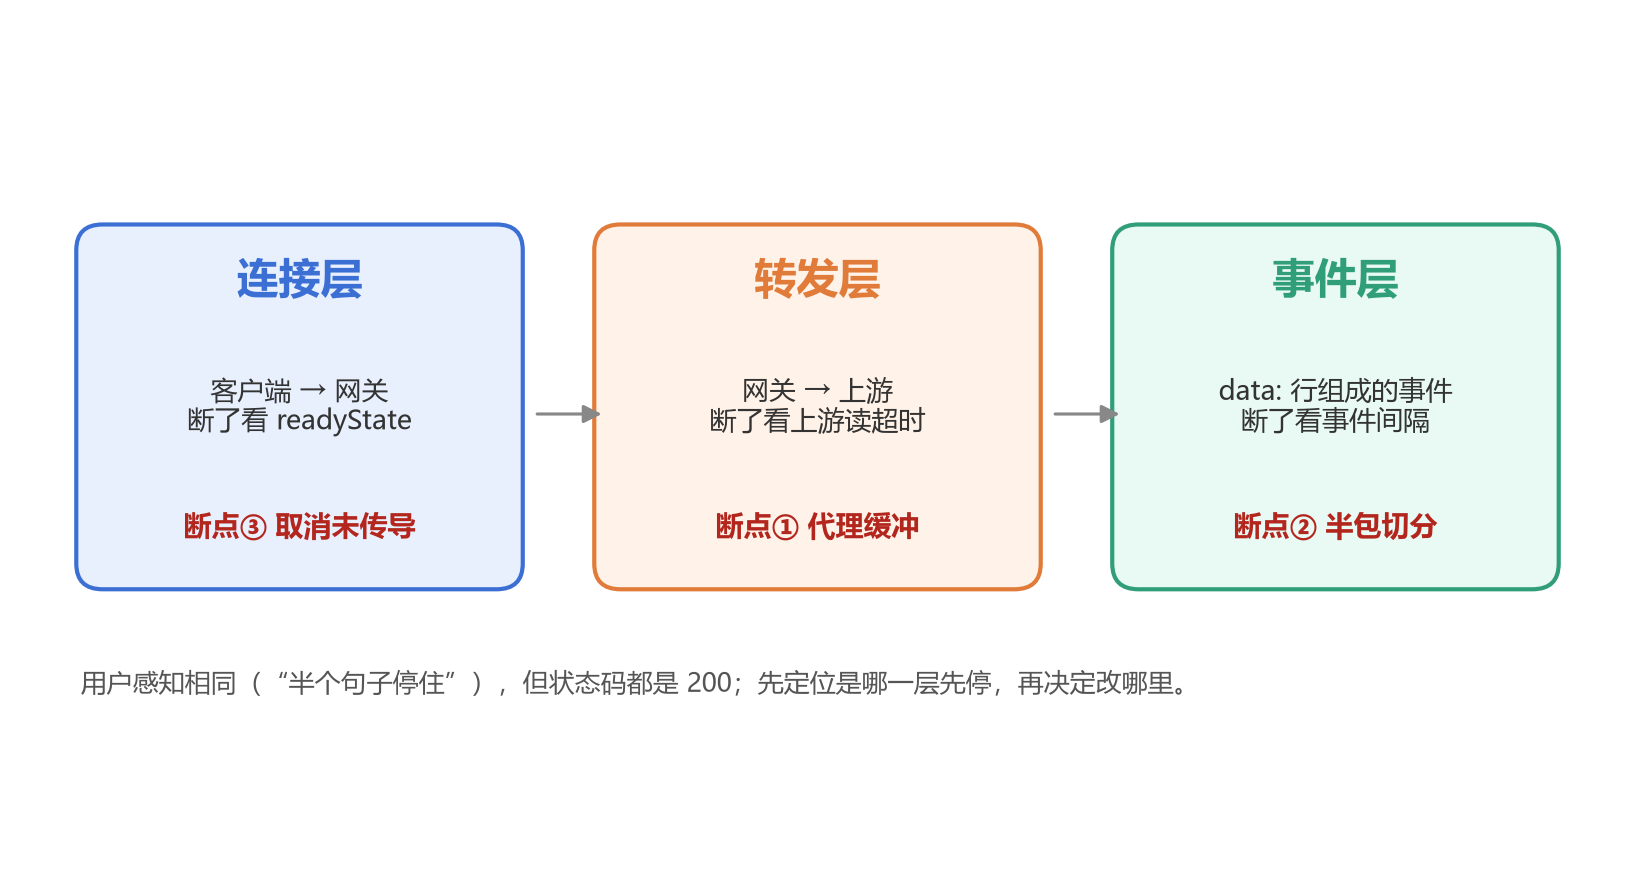 连接层
客户端 → 网关
断了看 readyState
断点③ 取消未传导
转发层
网关 → 上游
断了看上游读超时
断点① 代理缓冲
事件层
data: 行组成的事件
断了看事件间隔
断点② 半包切分
用户感知相同（“半个句子停住”），但状态码都是 200；先定位是哪一层先停，再决定改哪里。